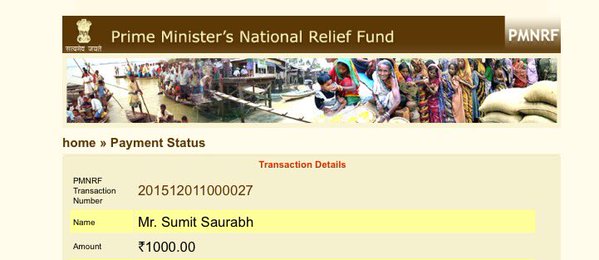 Prime Minister's National Relief Fund
PMNRF
सत्यमेव जयते
home » Payment Status
Transaction Details
PMNRF
Transaction
Number
201512011000027
Name
Mr. Sumit Saurabh
Amount
₹1000.00